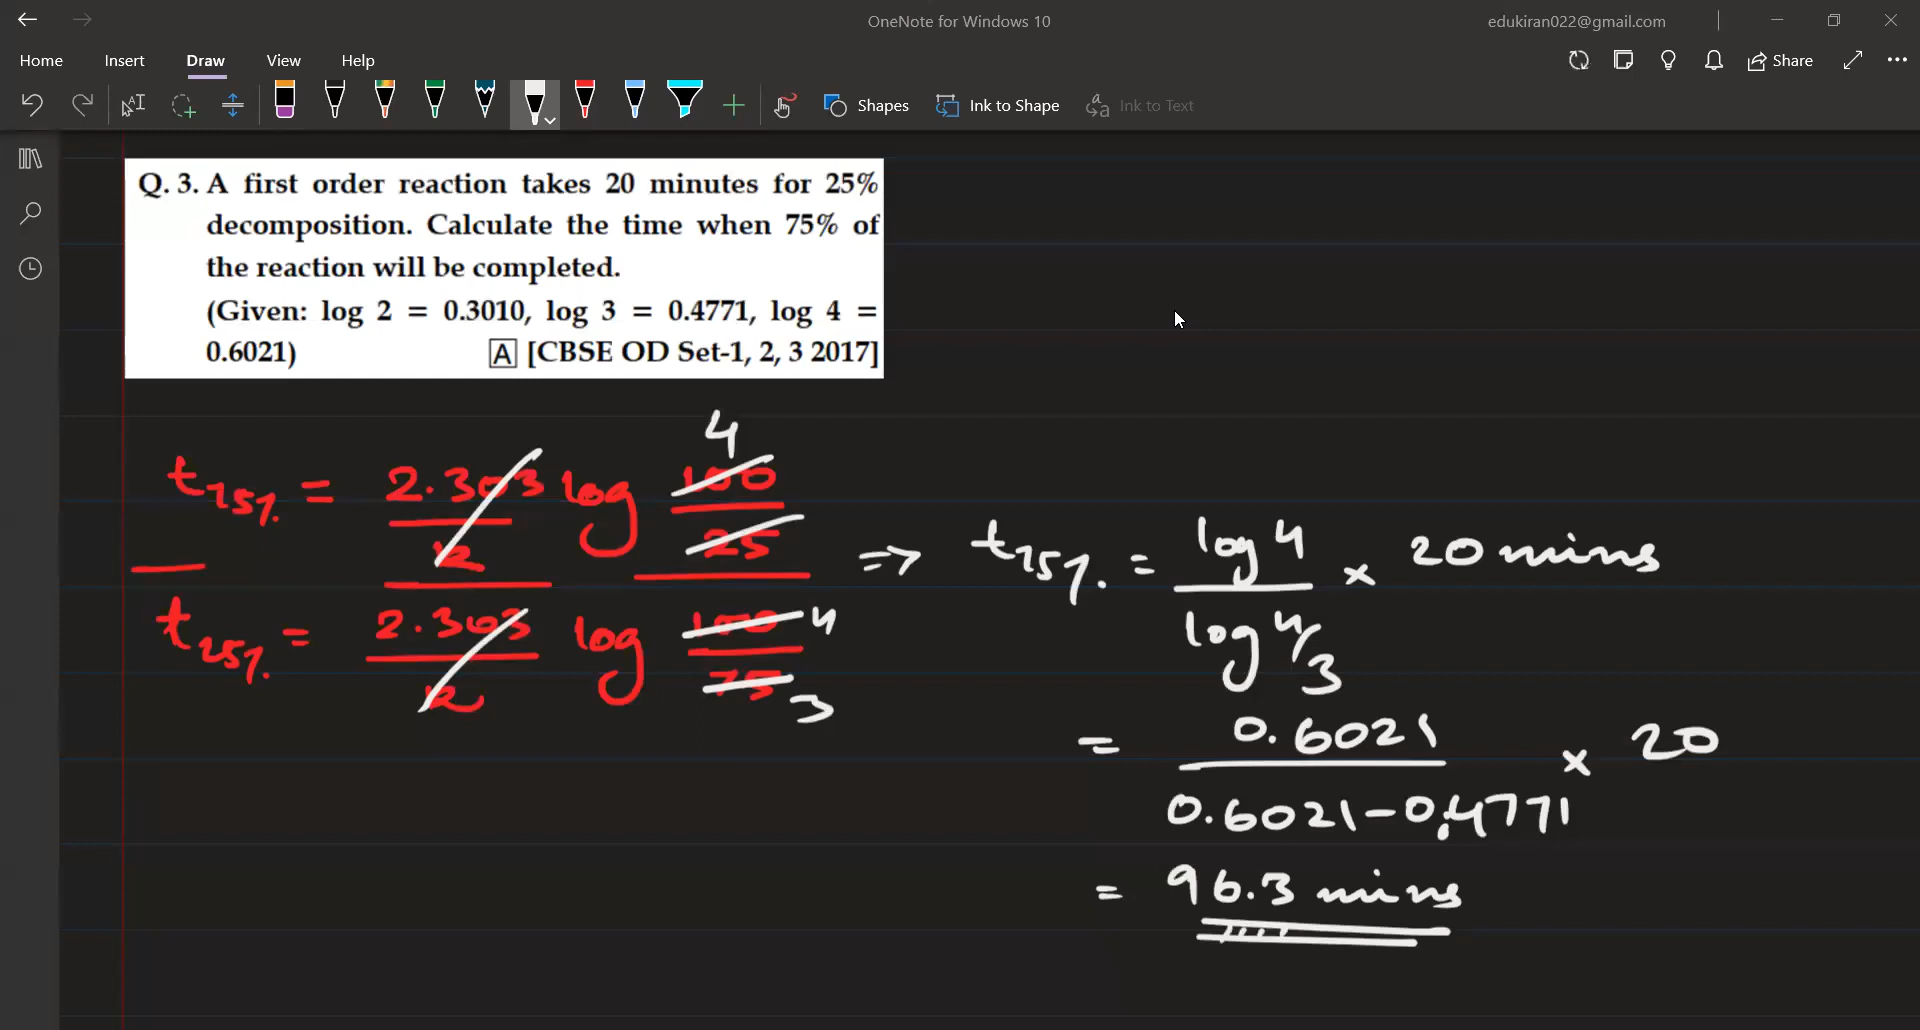 OneNote for Windows 10
edukiran022@gmail.com
Home Insert Draw View Help
Share
Shapes Ink to Shape Ink to Text
Q. 3. A first order reaction takes 20 minutes for 25%
decomposition. Calculate the time when 75% of
the reaction will be completed.
(Given: log 2 = 0.3010, log 3 = 0.4771, log 4 =
0.6021) A [CBSE OD Set-1, 2, 3 2017]
4
t75% = 2.303/k log 100/25
t25% = 2.303/k log 100/75
4
3
⇒ t75% = log 4 / log 4/3 × 20 mins
= 0.6021 / 0.6021-0.4771 × 20
= 96.3 mins